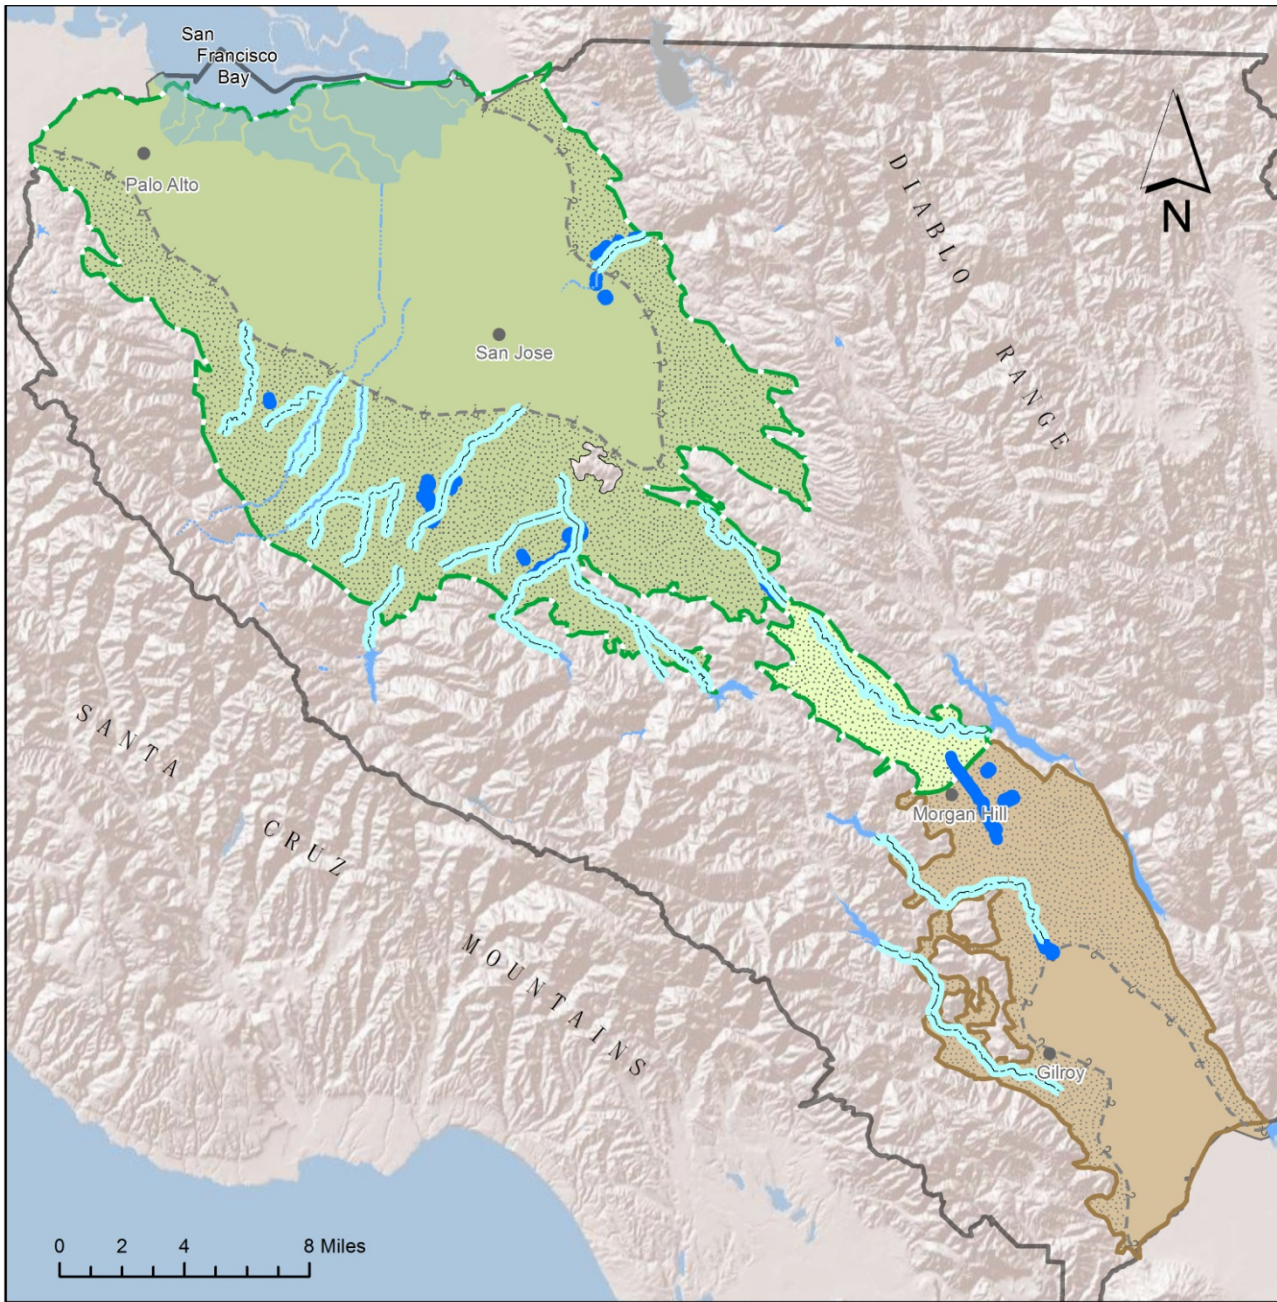 San
Francisco
Bay
Palo Alto
DIABLO
RANGE
N
San Jose
SANTA
CRUZ
MOUNTAINS
Morgan Hill
Gilroy
0 2 4 8 Miles